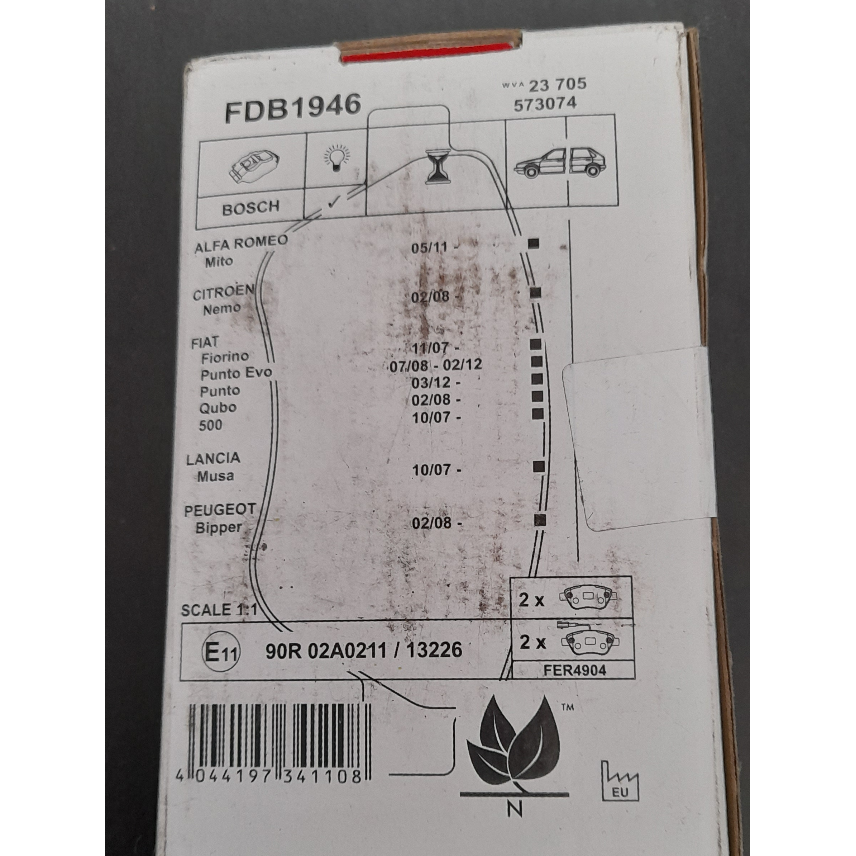 FDB1946
WVA 23 705
573074
BOSCH ✓
ALFA ROMEO
Mito 05/11 - ■
CITROEN
Nemo 02/08 - ■
FIAT
Fiorino 11/07 - ■
Punto Evo 07/08 - 02/12 ■
Punto 03/12 - ■
Qubo 02/08 - ■
500 10/07 - ■
LANCIA
Musa 10/07 - ■
PEUGEOT
Bipper 02/08 - ■
SCALE 1:1
2 x
2 x
FER4904
E11 90R 02A0211 / 13226
4 044197 341108
TM
N
EU